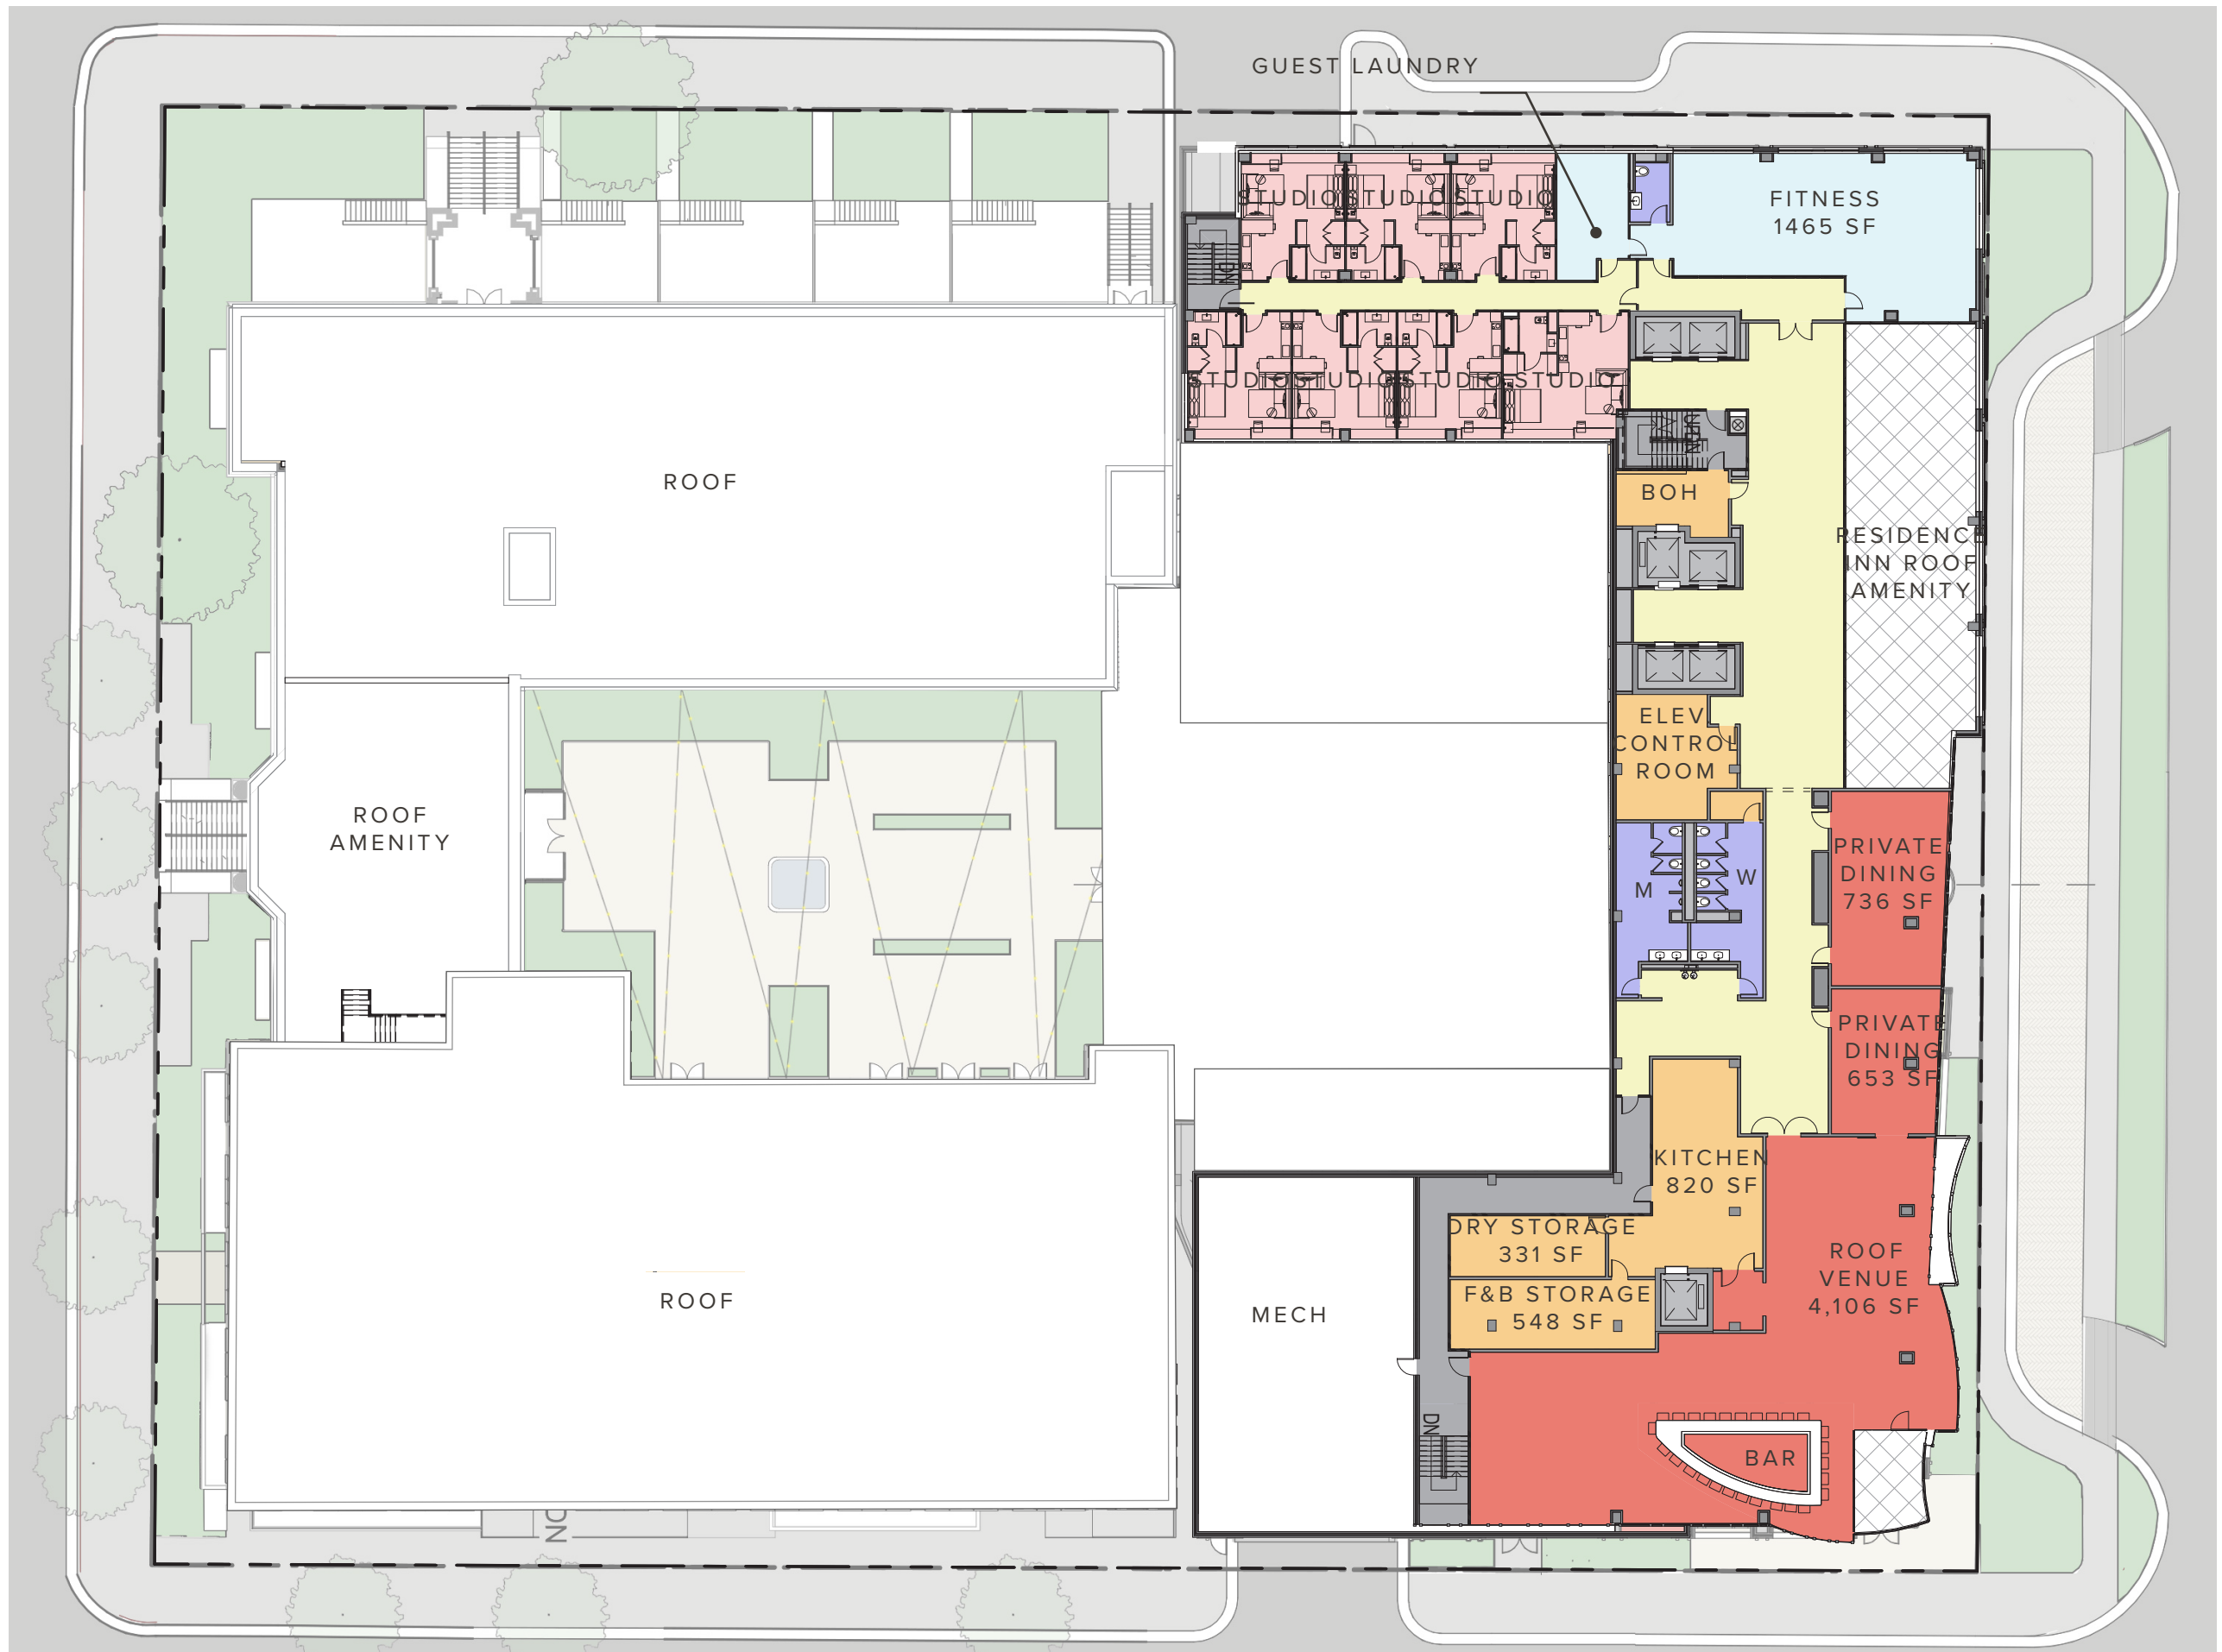 GUEST LAUNDRY
STUDIO STUDIO STUDIO
FITNESS
1465 SF
DN
STUDIO STUDIO STUDIO STUDIO
BOH
ROOF
RESIDENCE
INN ROOF
AMENITY
ELEV
CONTROL
ROOM
ROOF
AMENITY
PRIVATE
DINING
736 SF
M
W
PRIVATE
DINING
653 SF
KITCHEN
820 SF
DRY STORAGE
331 SF
ROOF
VENUE
4,106 SF
F&B STORAGE
548 SF
ROOF
MECH
DN
BAR
DN